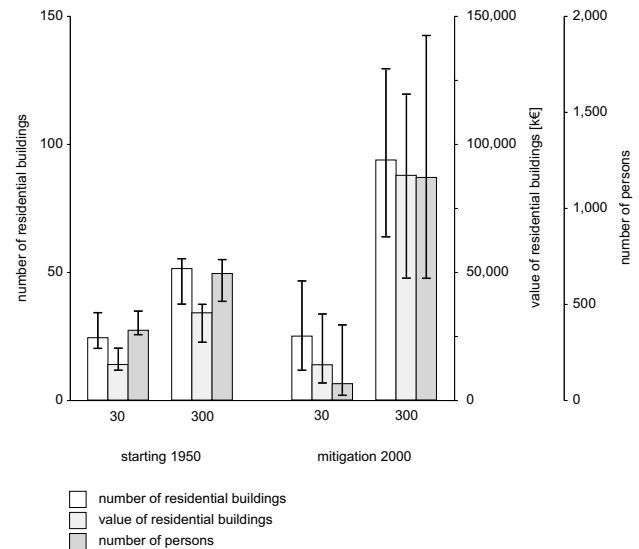 150
100
50
0
number of residential buildings
150,000
100,000
50,000
0
value of residential buildings [k€]
2,000
1,500
1,000
500
0
number of persons
30 300 30 300
starting 1950 mitigation 2000
number of residential buildings
value of residential buildings
number of persons